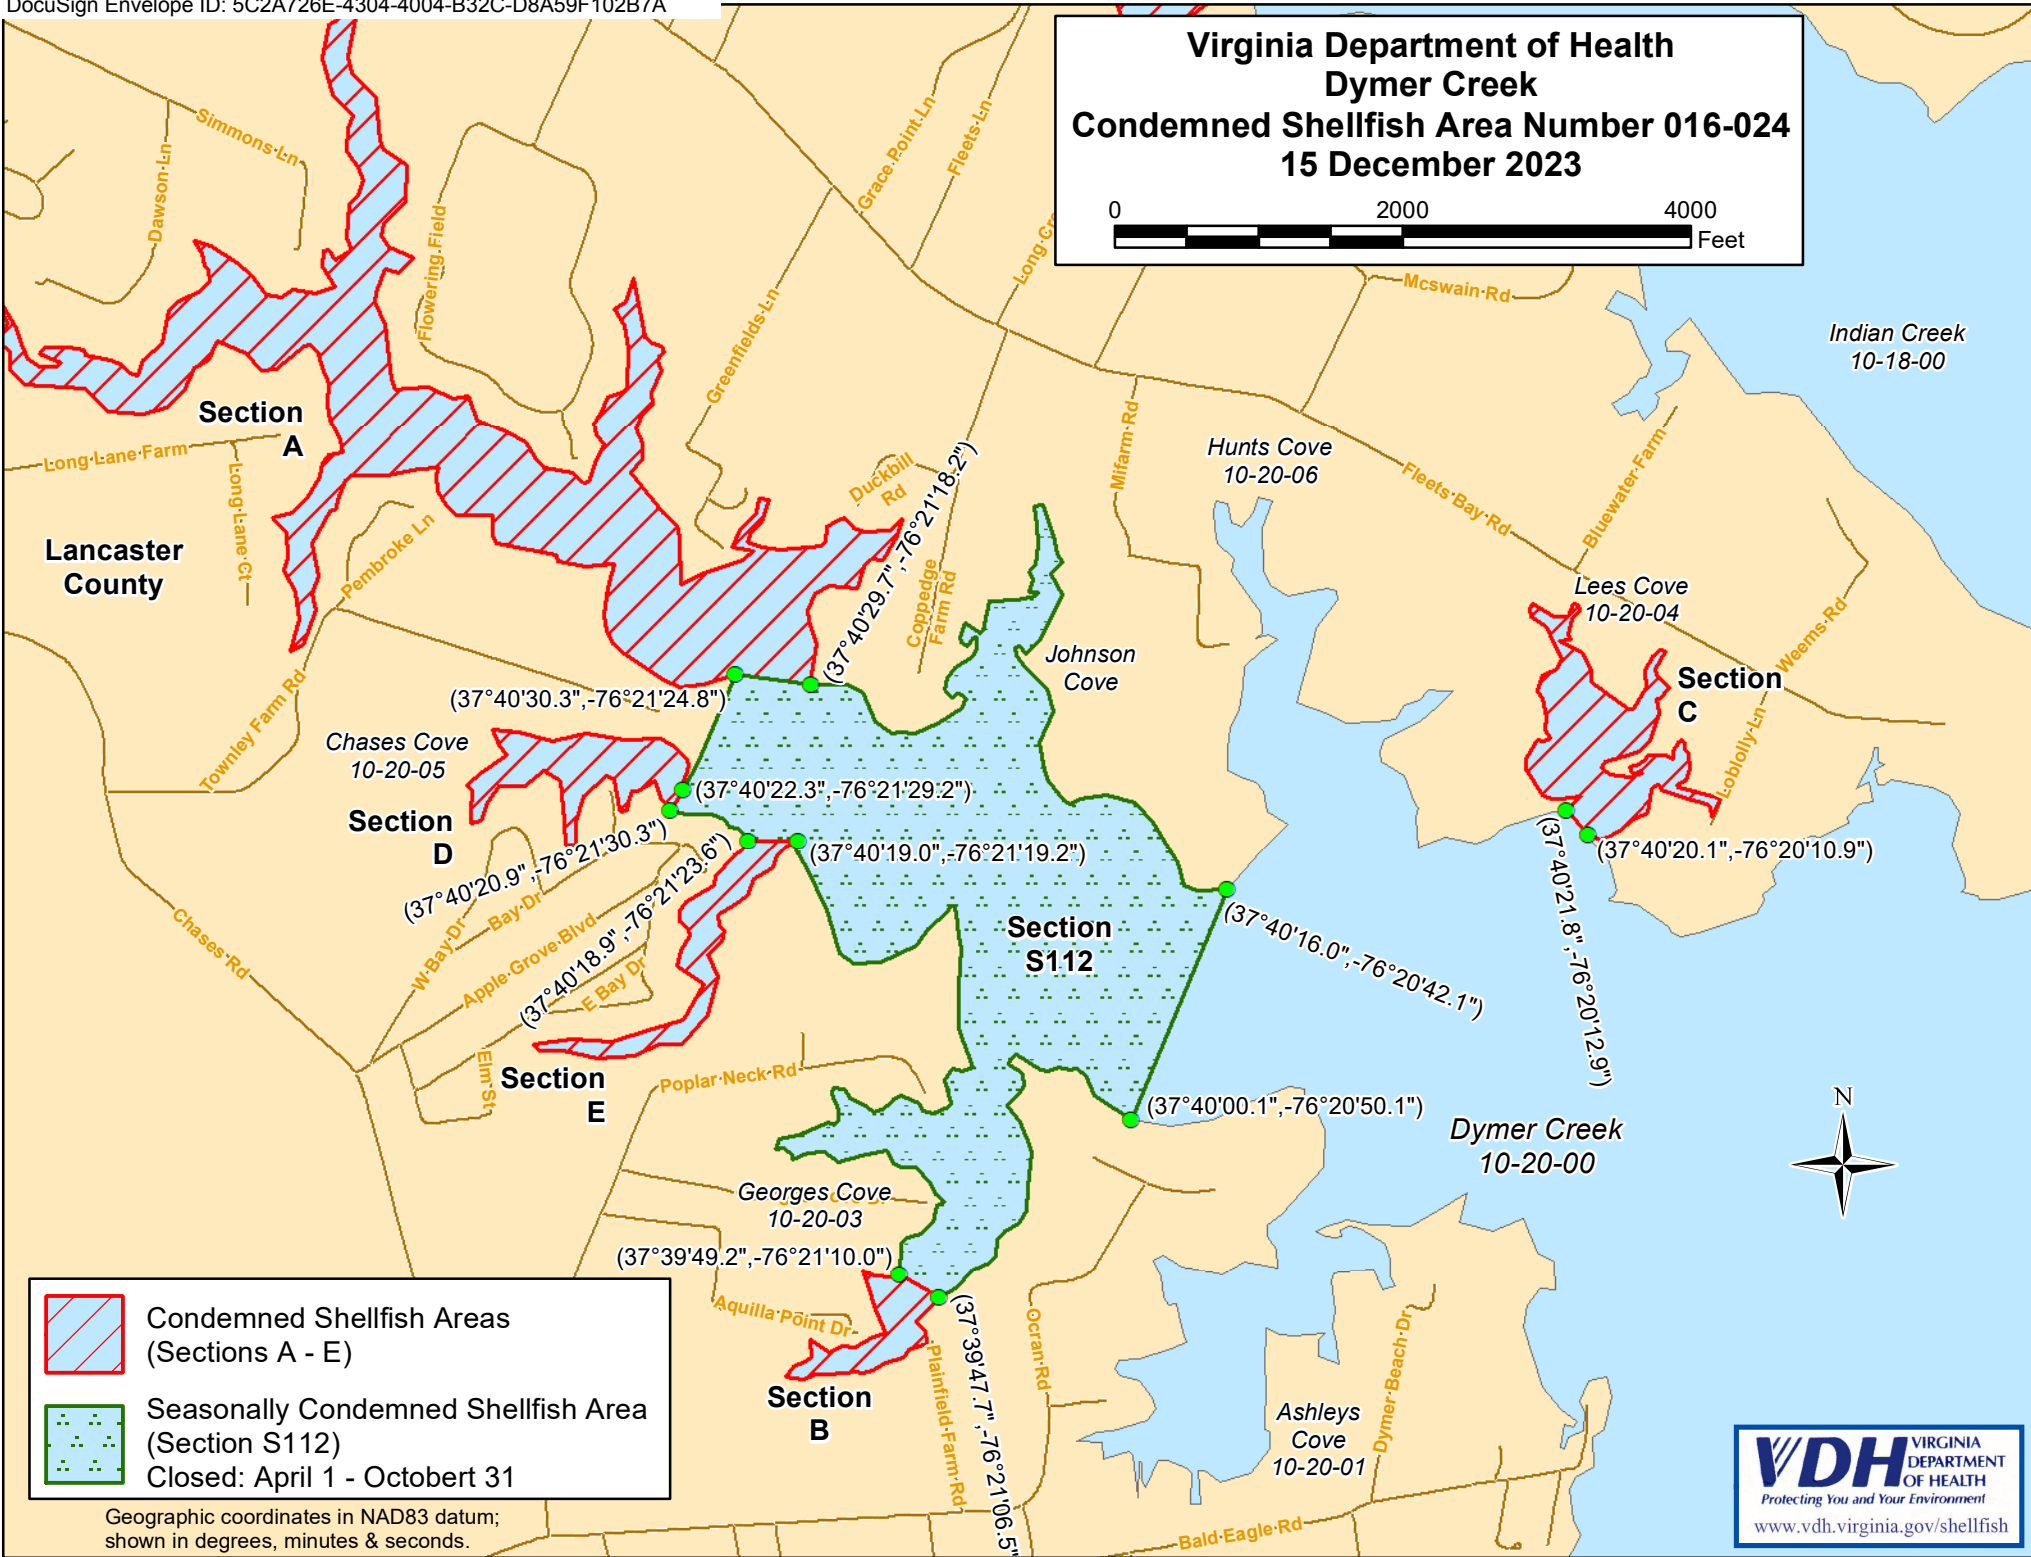 DocuSign Envelope ID: 5C2A726E-4304-4004-B32C-D8A59F102B7A
Virginia Department of Health
Dymer Creek
Condemned Shellfish Area Number 016-024
15 December 2023
0 2000 4000
Feet
Simmons Ln
Dawson Ln
Flowering Field
Grace Point Ln
Fleets Ln
Greenfields Ln
Mcswain Rd
Indian Creek
10-18-00
Section
A
Long Lane Farm
Long Lane Ct
Lancaster
County
Pembroke Ln
Duckbill
Rd
Coppedge
Farm Rd
(37°40'29.7",-76°21'18.2")
Mifarm Rd
Hunts Cove
10-20-06
Fleets Bay Rd
Bluewater Farm
Lees Cove
10-20-04
Weems Rd
Section
C
Loblolly Ln
Johnson
Cove
(37°40'30.3",-76°21'24.8")
Townley Farm Rd
Chases Cove
10-20-05
(37°40'22.3",-76°21'29.2")
Section
D
(37°40'20.9",-76°21'30.3")
(37°40'18.9",-76°21'23.6")
(37°40'19.0",-76°21'19.2")
(37°40'20.1",-76°20'10.9")
(37°40'21.8",-76°20'12.9")
Section
S112
(37°40'16.0",-76°20'42.1")
Chases Rd
W Bay Dr
Bay Dr
Apple Grove Blvd
E Bay Dr
Elm St
Section
E
Poplar Neck Rd
(37°40'00.1",-76°20'50.1")
Dymer Creek
10-20-00
N
Georges Cove
10-20-03
(37°39'49.2",-76°21'10.0")
Aquilla Point Dr
(37°39'47.7",-76°21'06.5")
Plainfield Farm Rd
Ocran Rd
Section
B
Ashleys
Cove
10-20-01
Dymer Beach Dr
Bald Eagle Rd
Condemned Shellfish Areas
(Sections A - E)
Seasonally Condemned Shellfish Area
(Section S112)
Closed: April 1 - Octobert 31
Geographic coordinates in NAD83 datum;
shown in degrees, minutes & seconds.
VDH VIRGINIA
DEPARTMENT
OF HEALTH
Protecting You and Your Environment
www.vdh.virginia.gov/shellfish